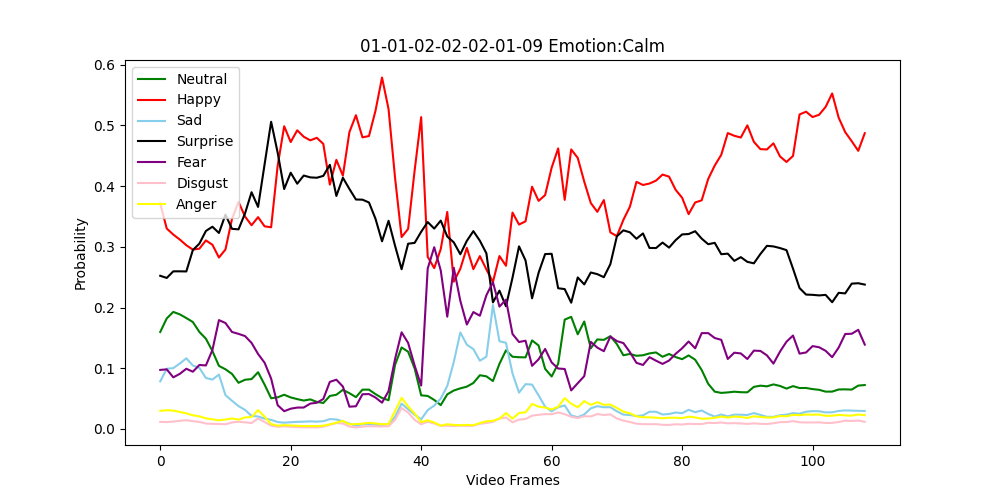 01-01-02-02-02-01-09 Emotion:Calm
0.6
0.5
0.4
0.3
0.2
0.1
0.0
Probability
Neutral
Happy
Sad
Surprise
Fear
Disgust
Anger
0 20 40 60 80 100
Video Frames